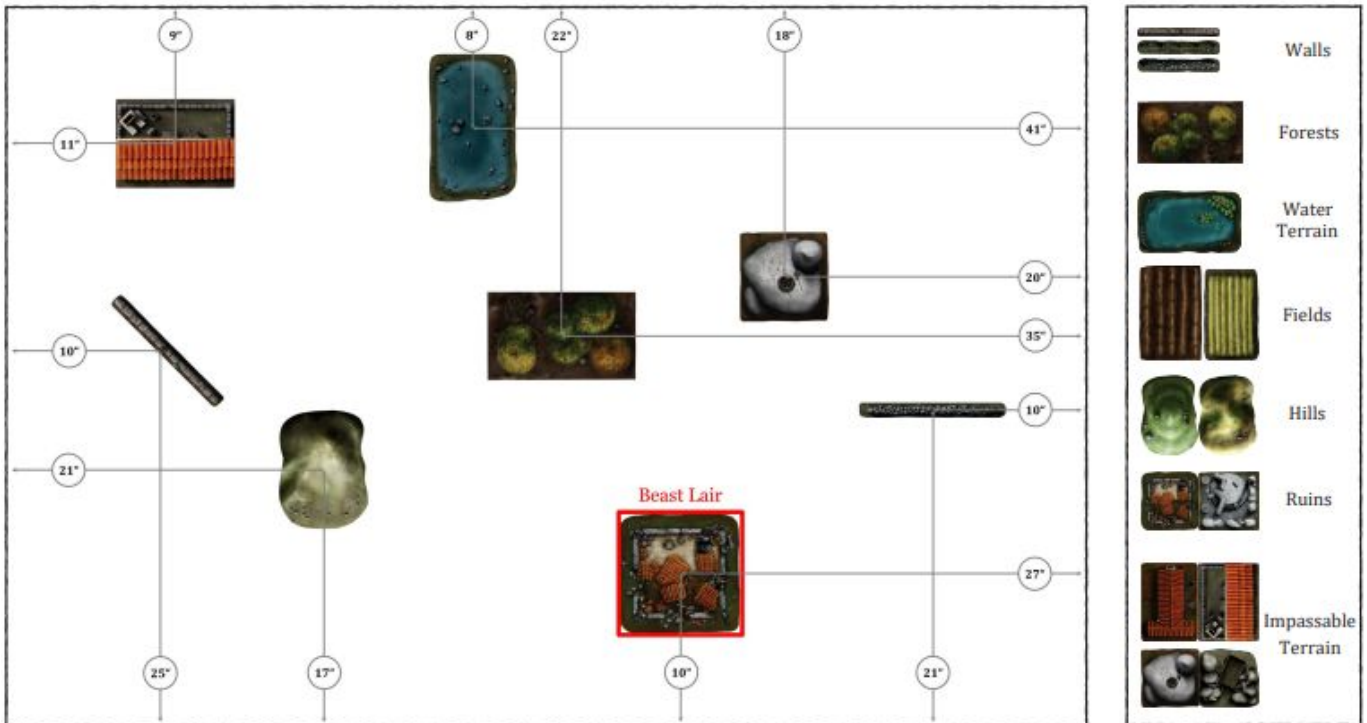 9" 8" 22" 18"
11"
41"
20"
35"
10"
10"
21"
Beast Lair
27"
25" 17" 10" 21"
Walls
Forests
Water
Terrain
Fields
Hills
Ruins
Impassable
Terrain